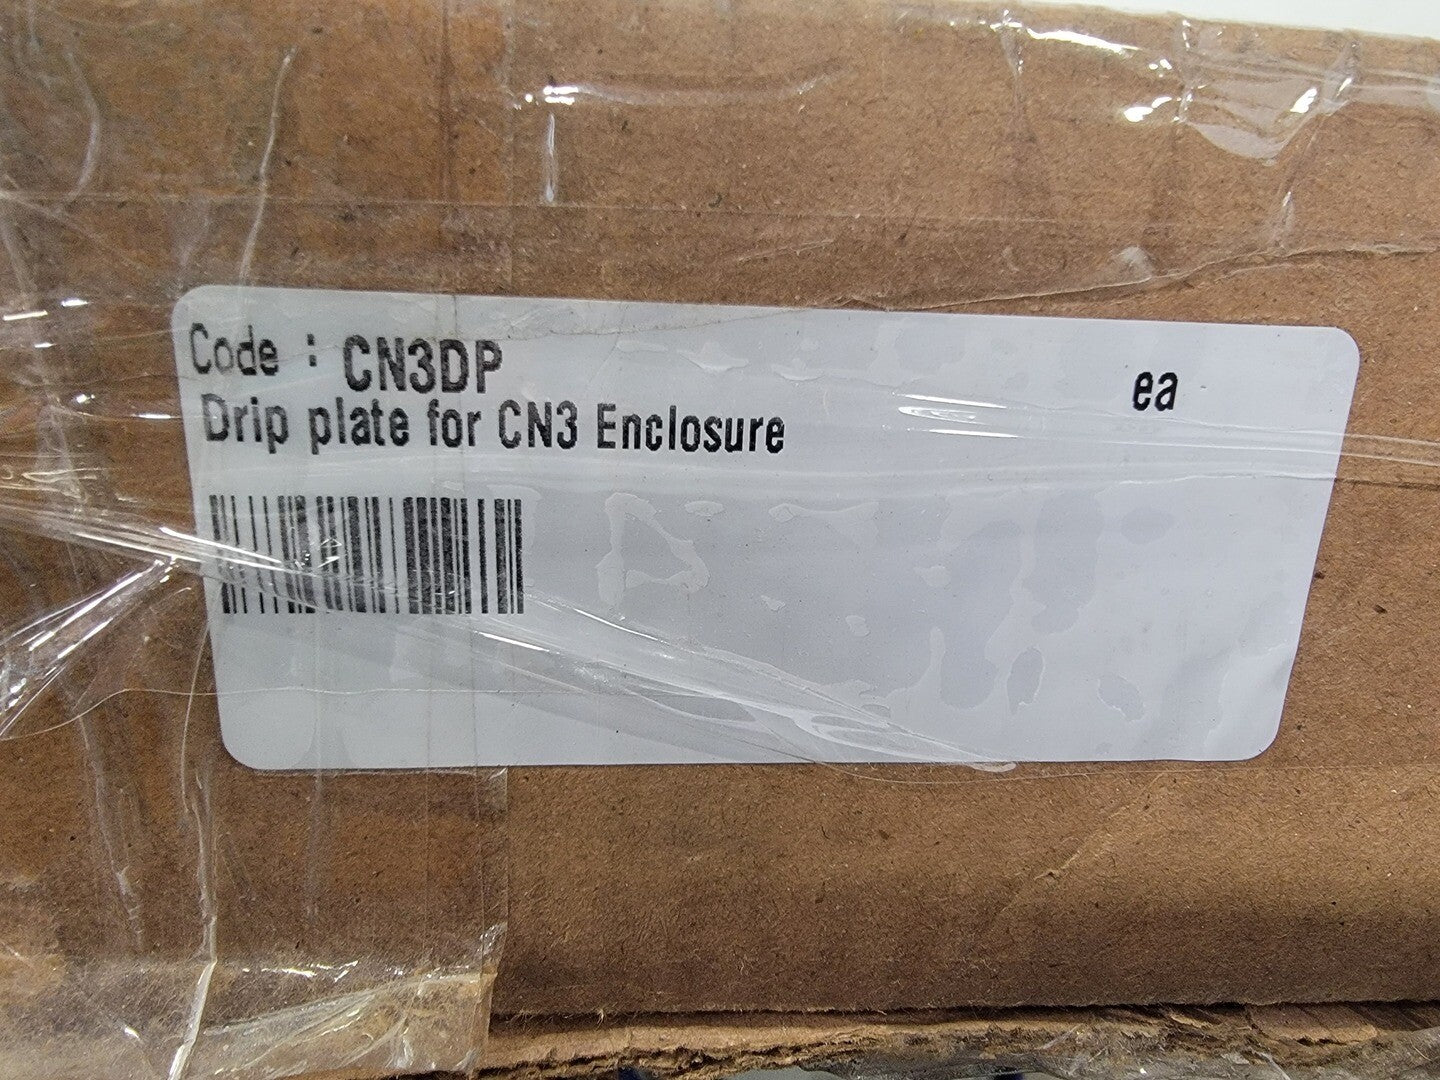 Code : CN3DP
ea
Drip plate for CN3 Enclosure